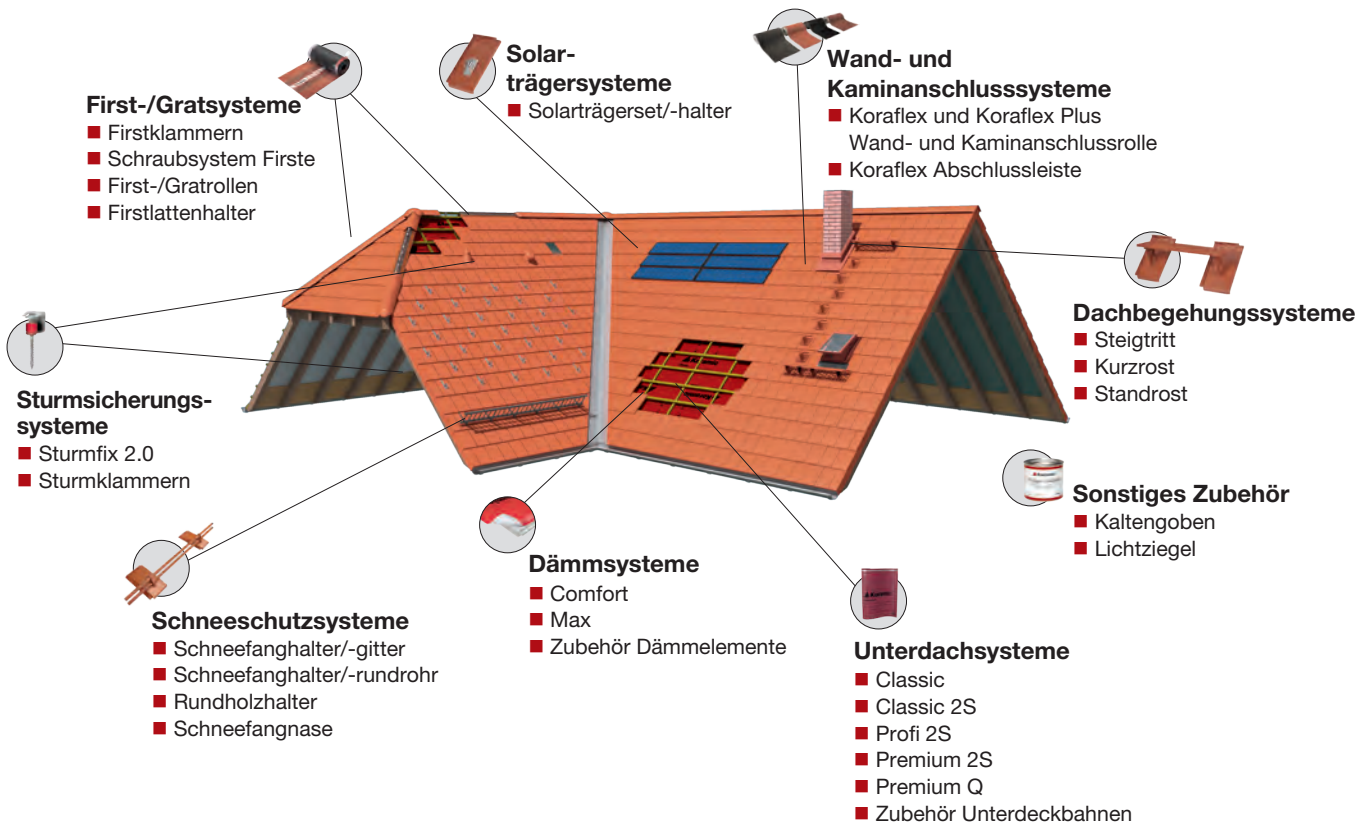 First-/Gratsysteme
Firstklammern
Schraubsystem Firste
First-/Gratrollen
Firstlattenhalter
Solar-
trägersysteme
Solarträgerset/-halter
Wand- und
Kaminanschlusssysteme
Koraflex und Koraflex Plus
Wand- und Kaminanschlussrolle
Koraflex Abschlussleiste
Dachbegehungssysteme
Steigtritt
Kurzrost
Standrost
Sturmsicherungs-
systeme
Sturmfix 2.0
Sturmklammern
Sonstiges Zubehör
Kaltengoben
Lichtziegel
Schneeschutzsysteme
Schneefanghalter/-gitter
Schneefanghalter/-rundrohr
Rundholzhalter
Schneefangnase
Dämmsysteme
Comfort
Max
Zubehör Dämmelemente
Unterdachsysteme
Classic
Classic 2S
Profi 2S
Premium 2S
Premium Q
Zubehör Unterdeckbahnen